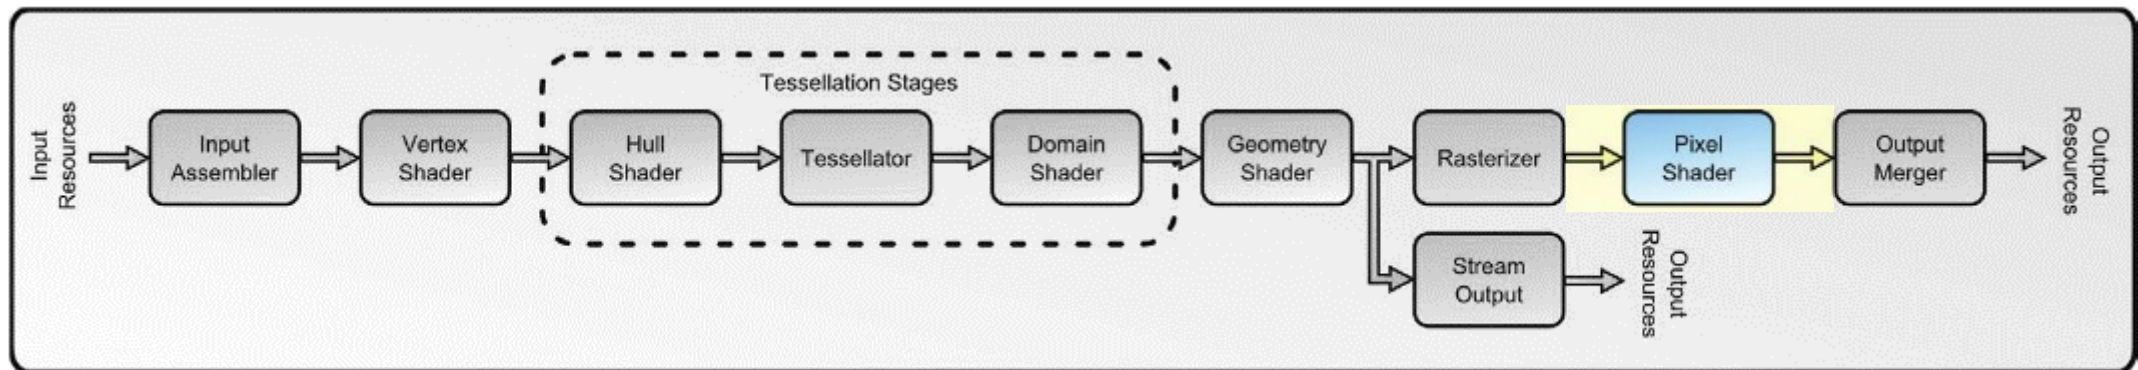 Tessellation Stages
Input
Resources
Input
Assembler
Vertex
Shader
Hull
Shader
Tessellator
Domain
Shader
Geometry
Shader
Rasterizer
Pixel
Shader
Output
Merger
Output
Resources
Stream
Output
Output
Resources